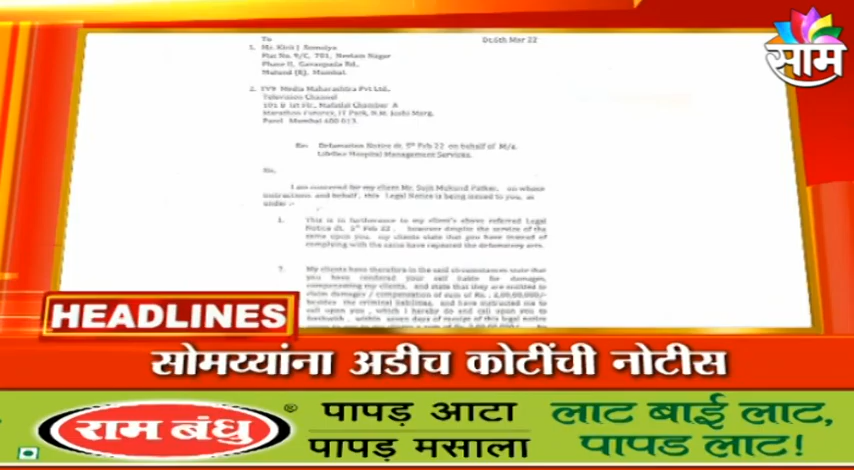 To
Dt.6th Mar 22
1. Mr. Kirit J Somaiya
Flat No. 9/C, 701, Neelam Nagar
Phase II, Gavanpada Rd.,
Mulund (E), Mumbai.
2. TV9 Media Maharashtra Pvt Ltd.,
Television Channel
Marathon Futurex, IT Park, N.M. Joshi Marg,
Parel Mumbai 400 013.
Re: Defamation Notice dt. 5th Feb 22 on behalf of M/s.
Lifeline Hospital Management Services.
Sir,
I am concerned for my client Mr. Sujit Mukund Patker, on whose
instructions and behalf, this Legal Notice is being issued to you, as
under :-
1. This is in furtherance to my client's above referred Legal
Notice dt. 5th Feb 22, however despite the service of the
same upon you, my clients state that you have instead of
complying with the same have repeated the defamatory acts.
My clients have therefore in the said circumstances state that
you have rendered your self liable for damages,
compensating my clients, and state that they are entitled to
claim damages / compensation of sum of Rs.
besides the criminal liabilities, and have instructed me to
call upon you, which I hereby do and call upon you to
forthwith, within seven days of receipt of this legal notice
साम
HEADLINES
सोमय्यांना अडीच कोटींची नोटीस
राम बंधु ®
पापड़ आटा
पापड़ मसाला
लाट बाई लाट,
पापड लाट!